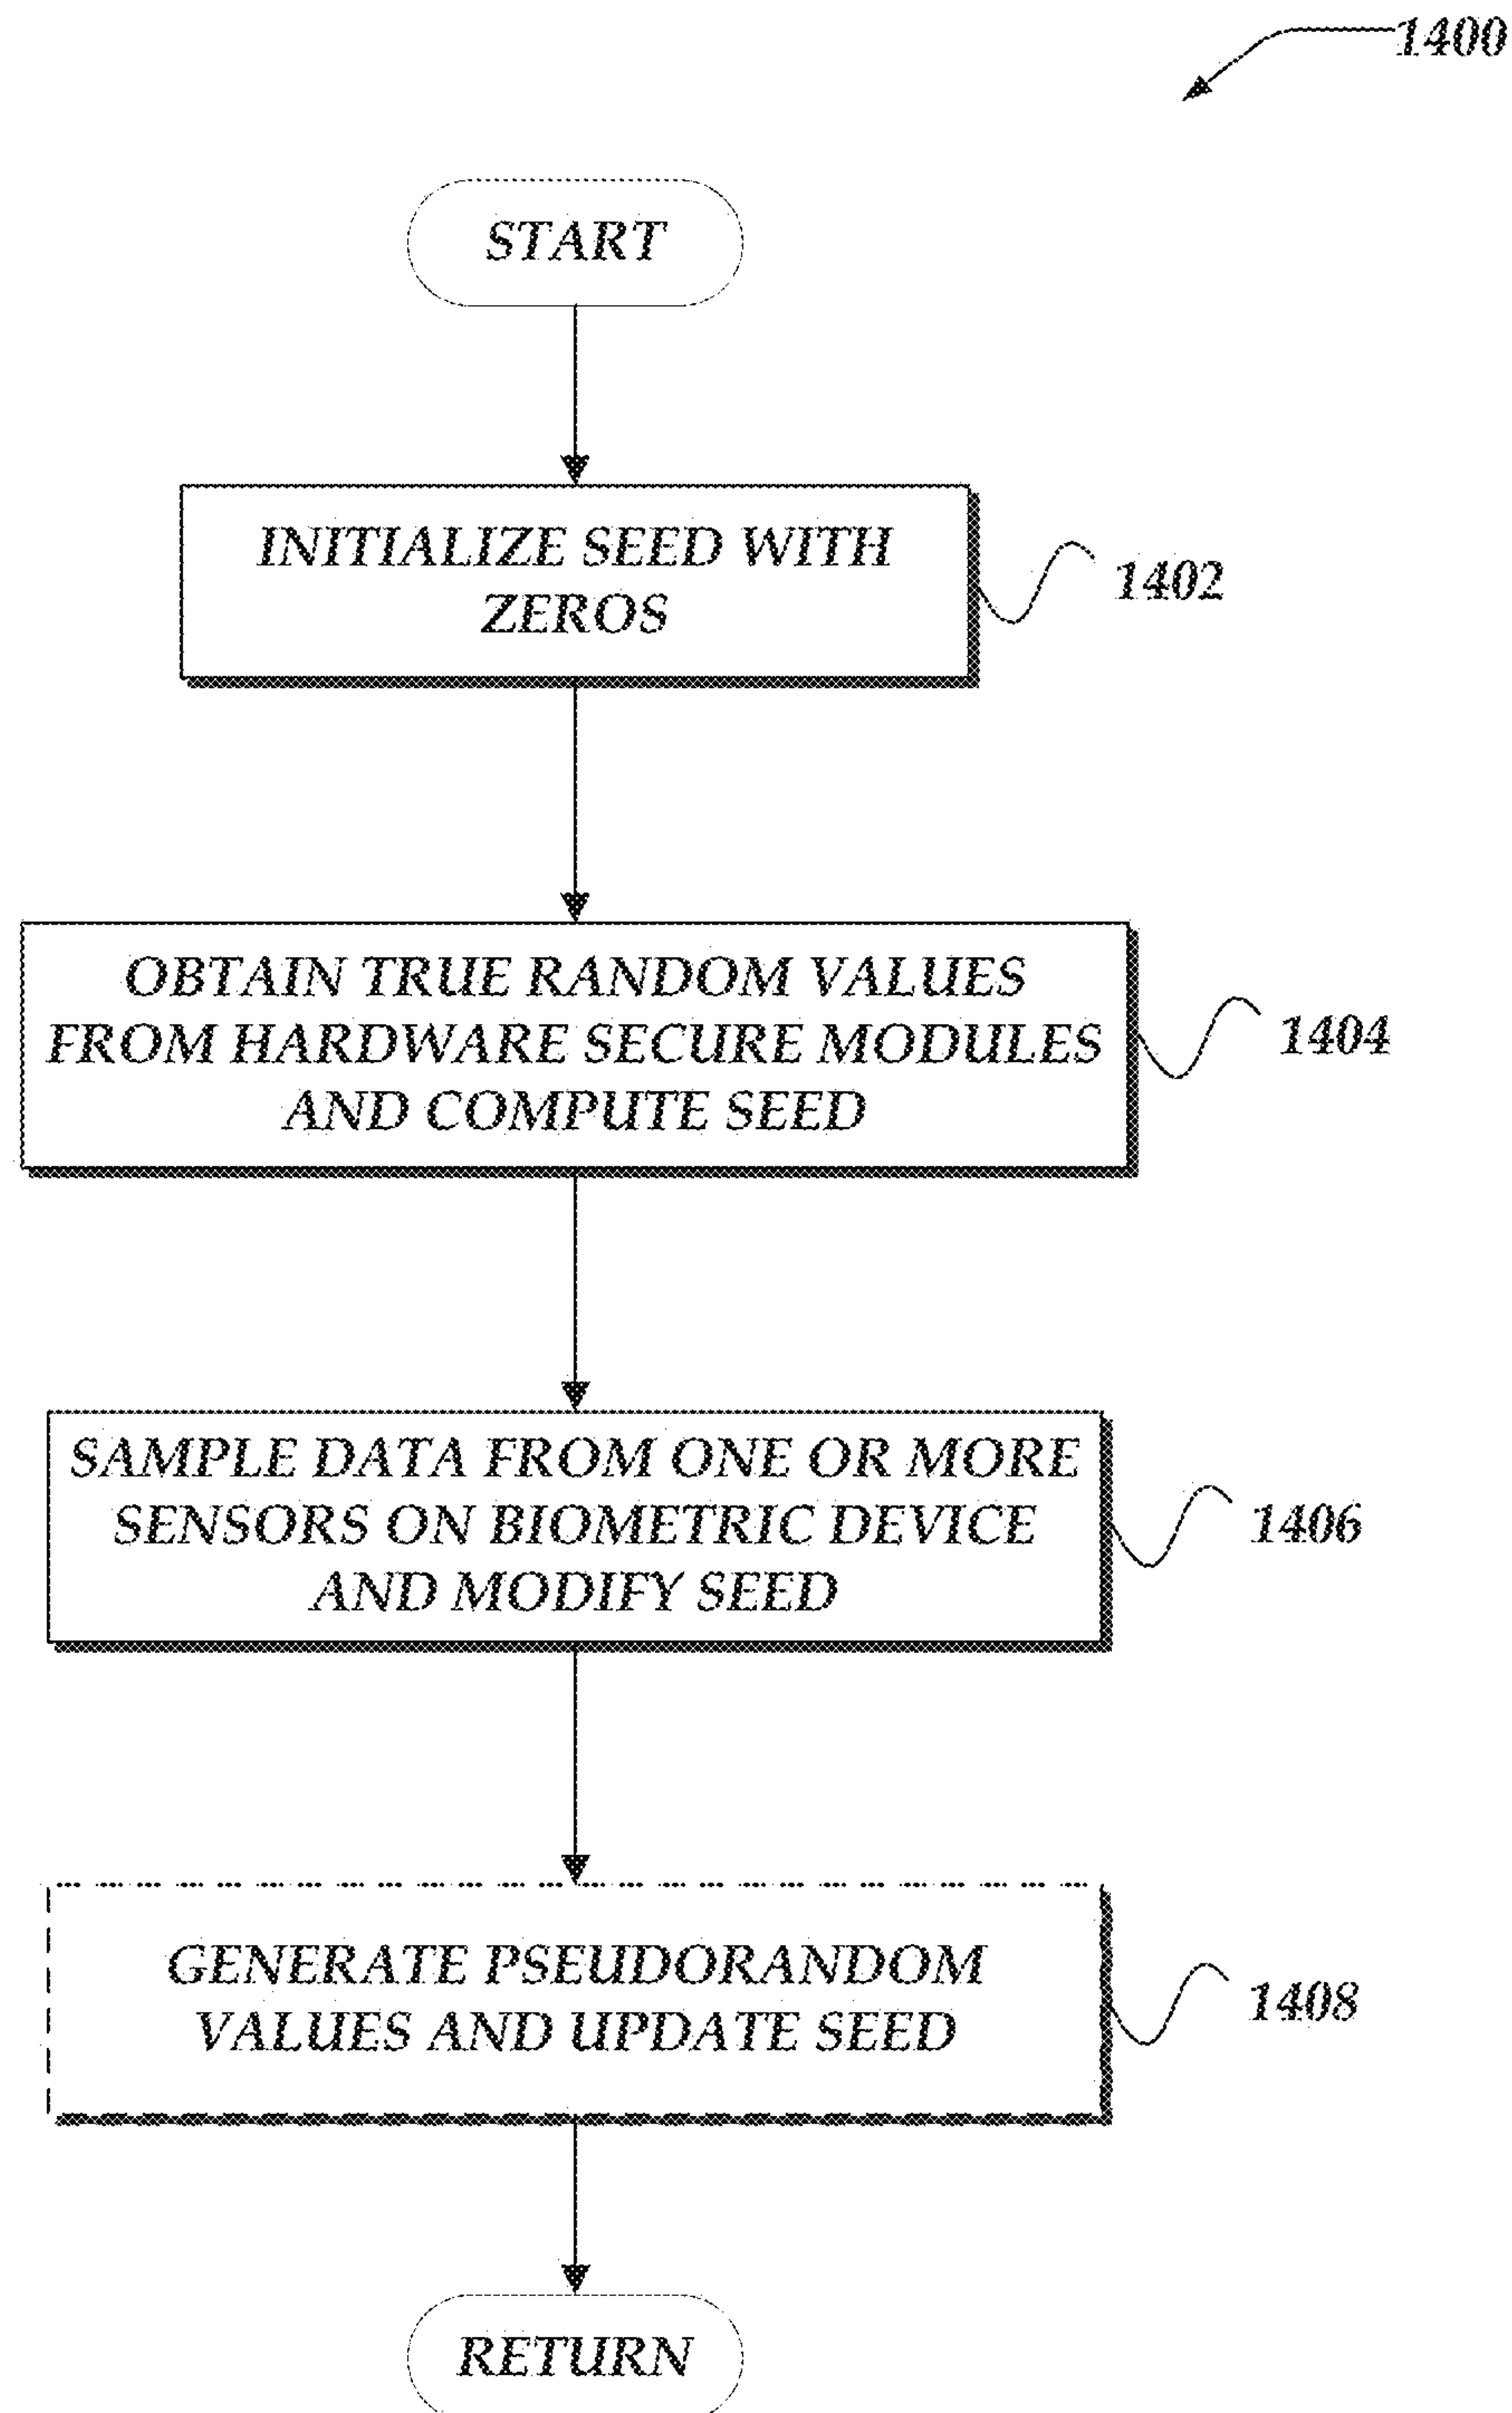 1400
START
INITIALIZE SEED WITH
ZEROS
1402
OBTAIN TRUE RANDOM VALUES
FROM HARDWARE SECURE MODULES
AND COMPUTE SEED
1404
SAMPLE DATA FROM ONE OR MORE
SENSORS ON BIOMETRIC DEVICE
AND MODIFY SEED
1406
GENERATE PSEUDORANDOM
VALUES AND UPDATE SEED
1408
RETURN